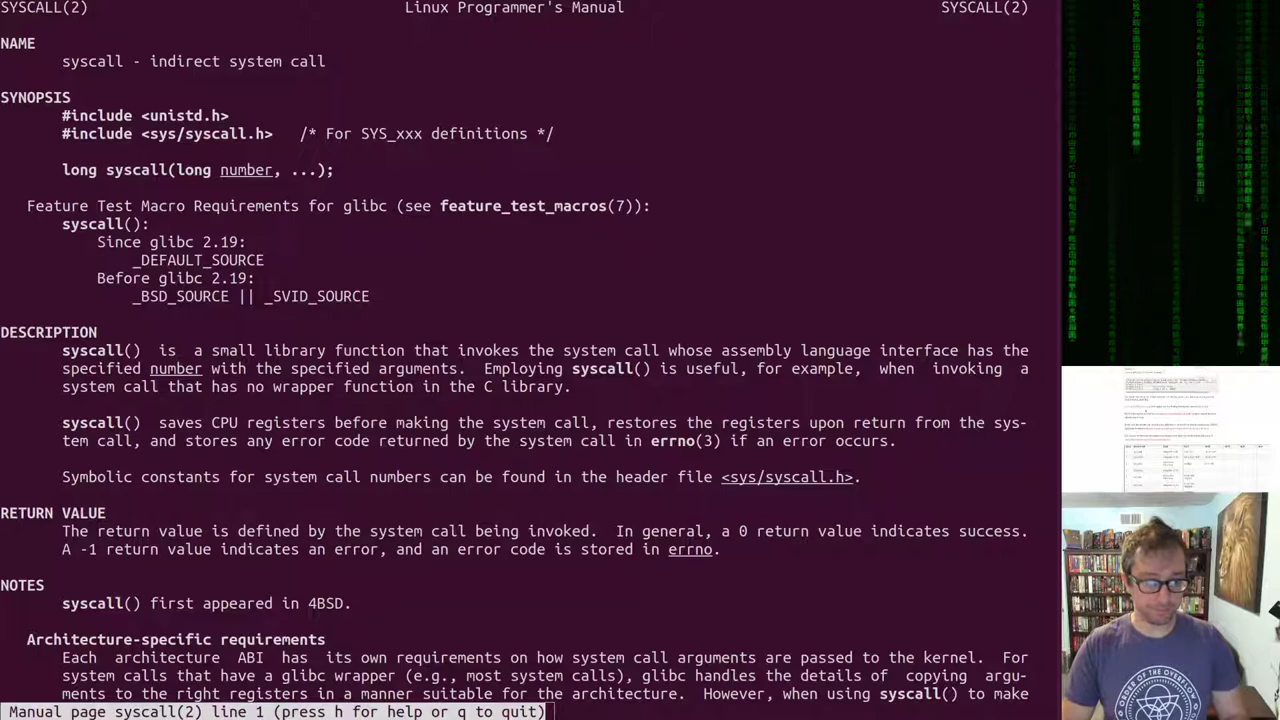 SYSCALL(2) Linux Programmer's Manual SYSCALL(2)
NAME
syscall - indirect system call
SYNOPSIS
#include <unistd.h>
#include <sys/syscall.h> /* For SYS_xxx definitions */
long syscall(long number, ...);
Feature Test Macro Requirements for glibc (see feature_test_macros(7)):
syscall():
Since glibc 2.19:
_DEFAULT_SOURCE
Before glibc 2.19:
_BSD_SOURCE || _SVID_SOURCE
DESCRIPTION
syscall() is a small library function that invokes the system call whose assembly language interface has the
specified number with the specified arguments. Employing syscall() is useful, for example, when invoking a
system call that has no wrapper function in the C library.
syscall() saves CPU registers before making the system call, restores the registers upon return from the sys-
tem call, and stores any error code returned by the system call in errno(3) if an error occurs.
Symbolic constants for system call numbers can be found in the header file <sys/syscall.h>.
RETURN VALUE
The return value is defined by the system call being invoked. In general, a 0 return value indicates success.
A -1 return value indicates an error, and an error code is stored in errno.
NOTES
syscall() first appeared in 4BSD.
Architecture-specific requirements
Each architecture ABI has its own requirements on how system call arguments are passed to the kernel. For
system calls that have a glibc wrapper (e.g., most system calls), glibc handles the details of copying argu-
ments to the right registers in a manner suitable for the architecture. However, when using syscall() to make
Manual page syscall(2) line 1 (press h for help or q to quit)
ORDER OF THE OVERFLOW